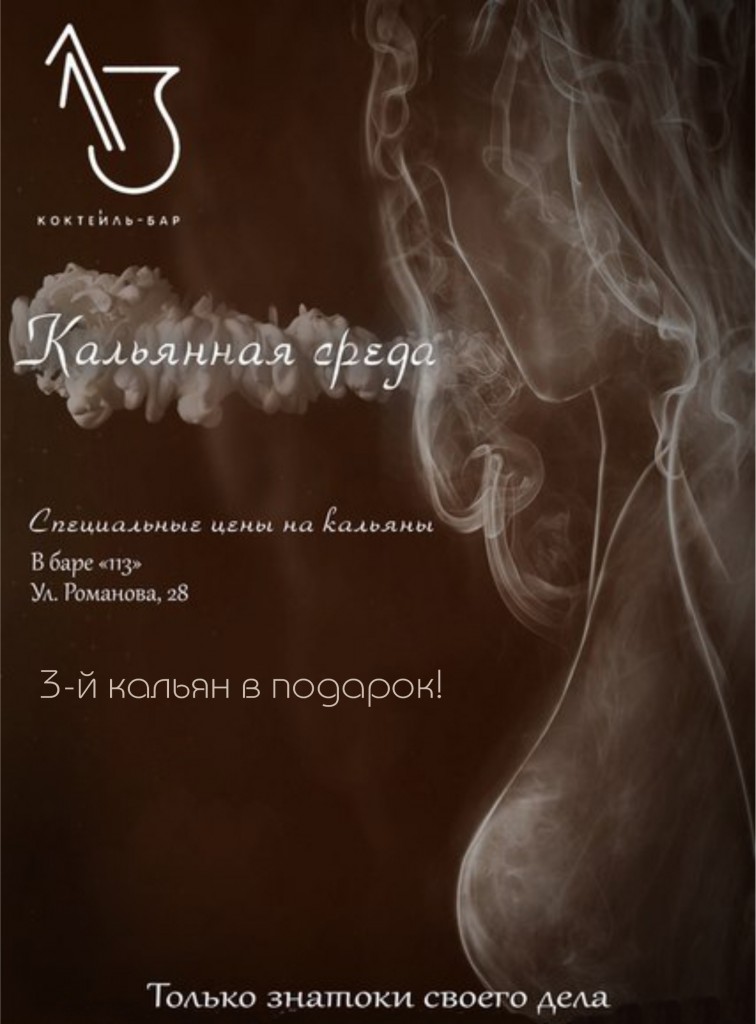 113
КОКТЕЙЛЬ-БАР
Кальянная среда
Специальные цены на кальяны
В баре «113»
Ул. Романова, 28
3-й кальян в подарок!
Только знатоки своего дела